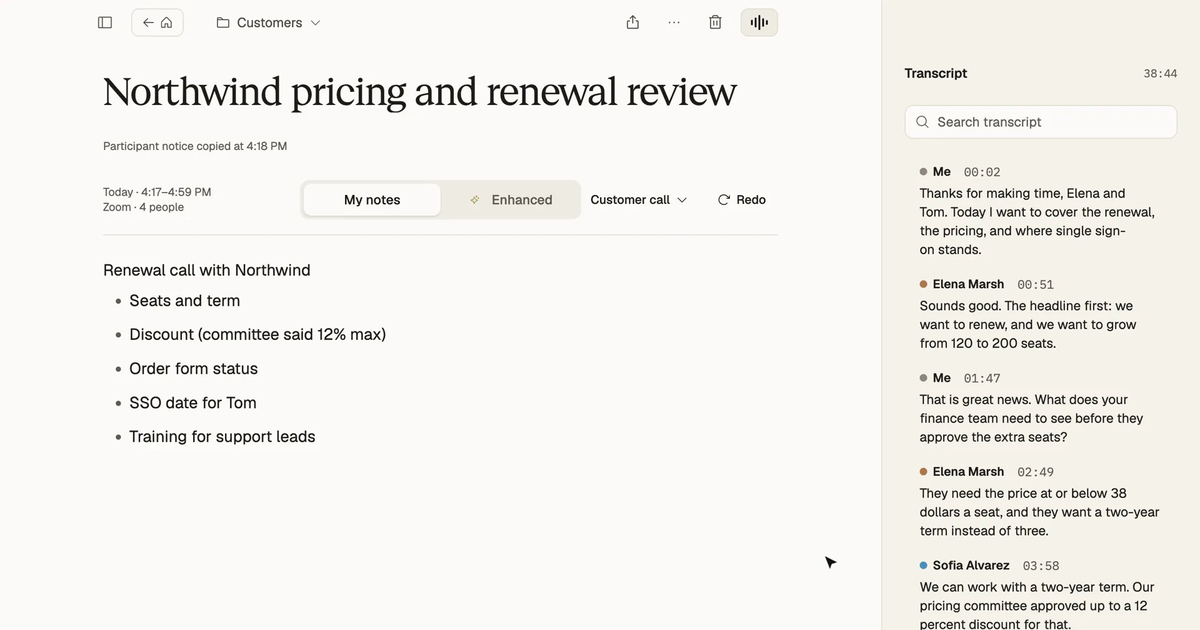 Customers
Northwind pricing and renewal review
Participant notice copied at 4:18 PM
Today · 4:17–4:59 PM
Zoom · 4 people
My notes
Enhanced
Customer call
Redo
Renewal call with Northwind
• Seats and term
• Discount (committee said 12% max)
• Order form status
• SSO date for Tom
• Training for support leads
Transcript
38:44
Search transcript
Me 00:02
Thanks for making time, Elena and
Tom. Today I want to cover the renewal,
the pricing, and where single sign-
on stands.
Elena Marsh 00:51
Sounds good. The headline first: we
want to renew, and we want to grow
from 120 to 200 seats.
Me 01:47
That is great news. What does your
finance team need to see before they
approve the extra seats?
Elena Marsh 02:49
They need the price at or below 38
dollars a seat, and they want a two-year
term instead of three.
Sofia Alvarez 03:58
We can work with a two-year term. Our
pricing committee approved up to a 12
percent discount for that.